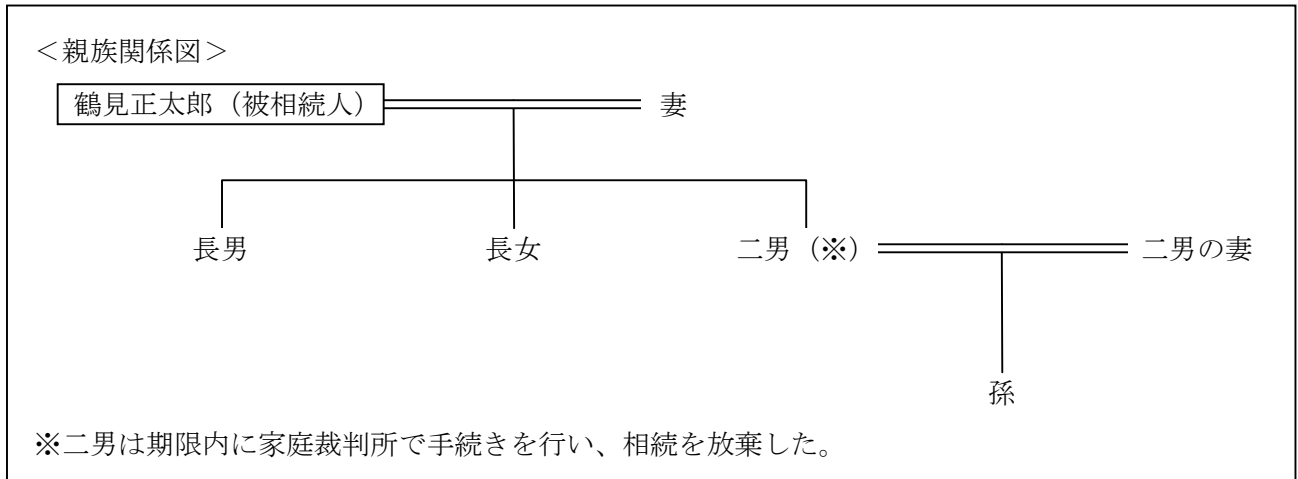 ＜親族関係図＞
鶴見正太郎（被相続人） 妻
長男 長女 二男（※） 二男の妻
孫
※二男は期限内に家庭裁判所で手続きを行い、相続を放棄した。